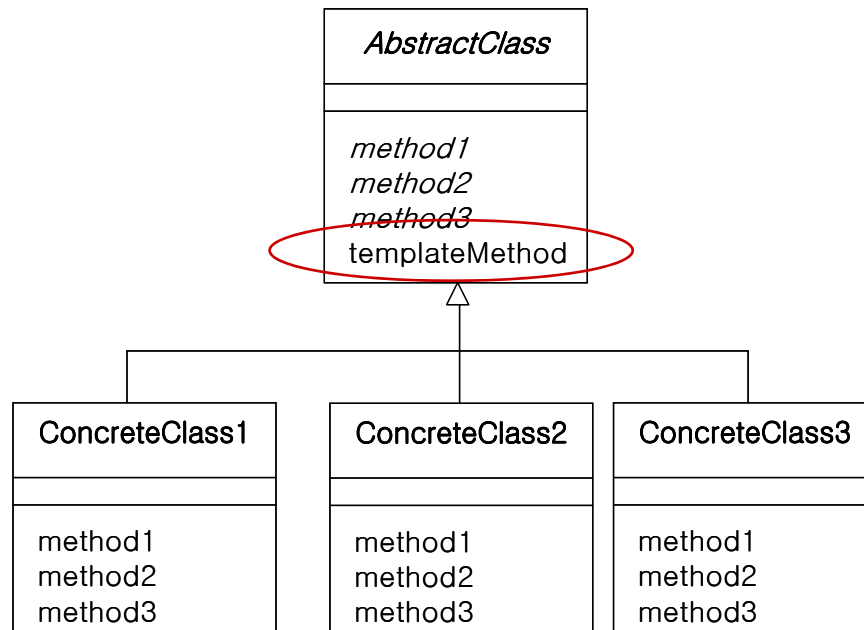 AbstractClass
method1
method2
method3
templateMethod
ConcreteClass1
method1
method2
method3
ConcreteClass2
method1
method2
method3
ConcreteClass3
method1
method2
method3